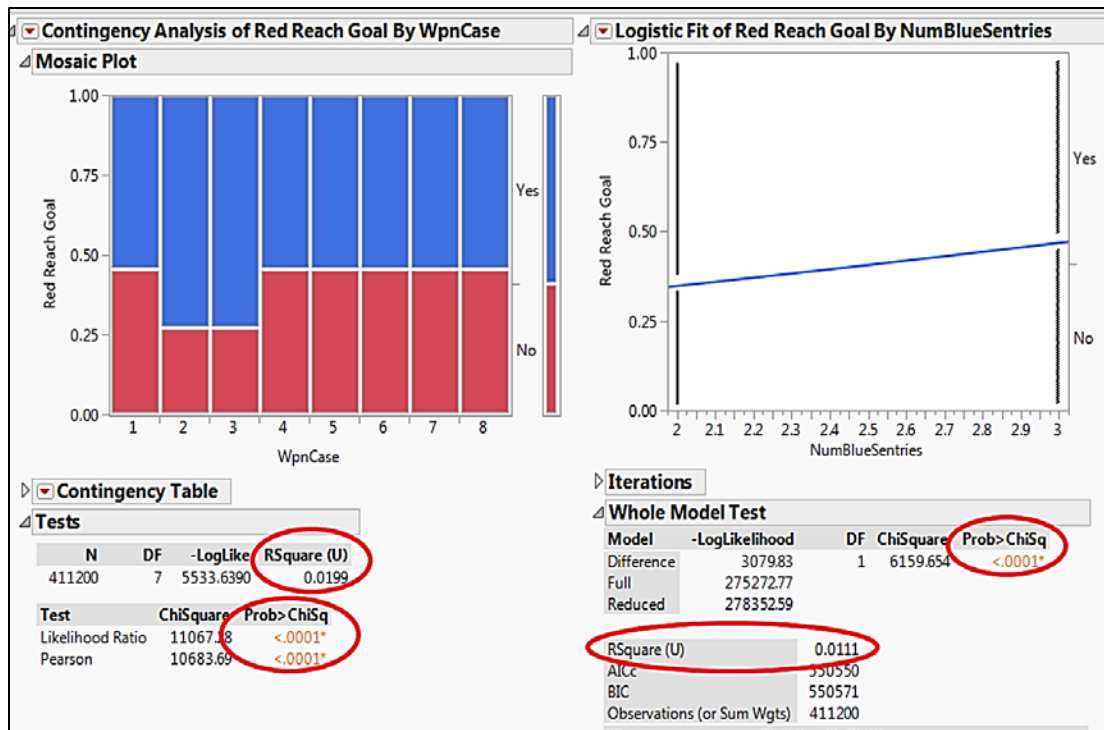 Contingency Analysis of Red Reach Goal By WpnCase
Mosaic Plot
1.00
0.75
0.50
0.25
0.00
Red Reach Goal
Yes
No
1 2 3 4 5 6 7 8
WpnCase
Contingency Table
Tests
N DF -LogLike RSquare (U)
411200 7 5533.6390 0.0199
Test ChiSquare Prob>ChiSq
Likelihood Ratio 11067.28 <.0001*
Pearson 10683.69 <.0001*
Logistic Fit of Red Reach Goal By NumBlueSentries
1.00
0.75
0.50
0.25
0.00
Red Reach Goal
Yes
No
2 2.1 2.2 2.3 2.4 2.5 2.6 2.7 2.8 2.9 3
NumBlueSentries
Iterations
Whole Model Test
Model -LogLikelihood DF ChiSquare Prob>ChiSq
Difference 3079.83 1 6159.654 <.0001*
Full 275272.77
Reduced 27835259
RSquare (U) 0.0111
AICc 550550
BIC 550571
Observations (or Sum Wgts) 411200